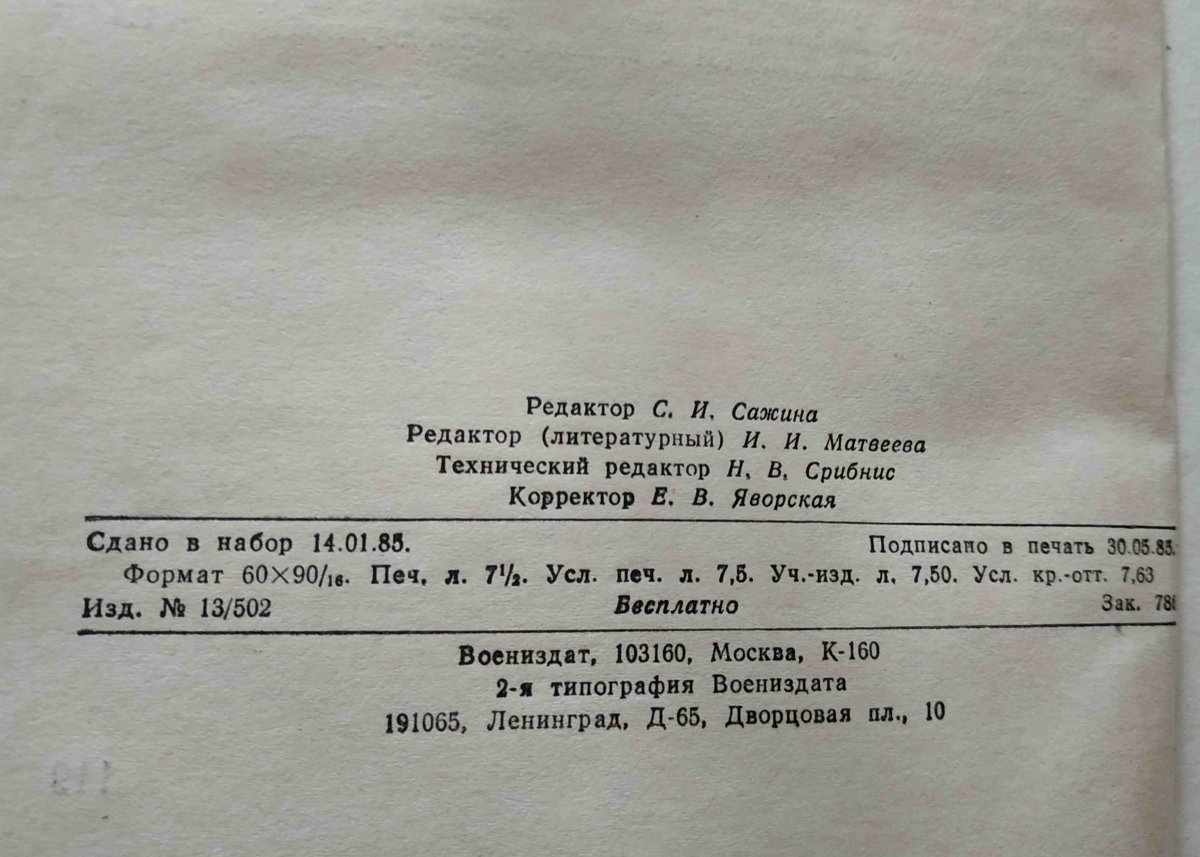 Редактор С. И. Сажина
Редактор (литературный) И. И. Матвеева
Технический редактор Н. В. Срибнис
Корректор Е. В. Яворская
Сдано в набор 14.01.85. Подписано в печать 30.05.85.
Формат 60×90/16. Печ. л. 7½. Усл. печ. л. 7,5. Уч.-изд. л. 7,50. Усл. кр.-отт. 7,63
Изд. № 13/502 Бесплатно Зак.
Воениздат, 103160, Москва, К-160
2-я типография Воениздата
191065, Ленинград, Д-65, Дворцовая пл., 10